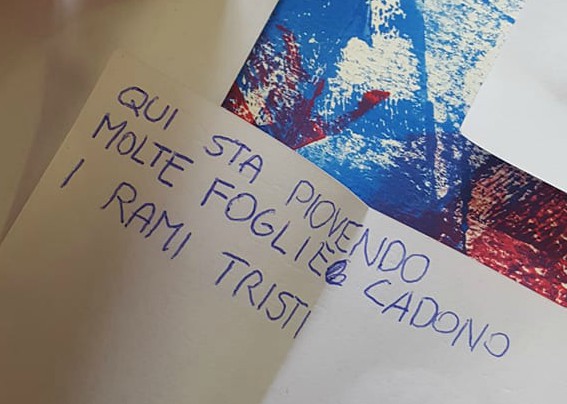 QUI STA PIOVENDO
MOLTE FOGLIE CADONO
I RAMI TRISTI